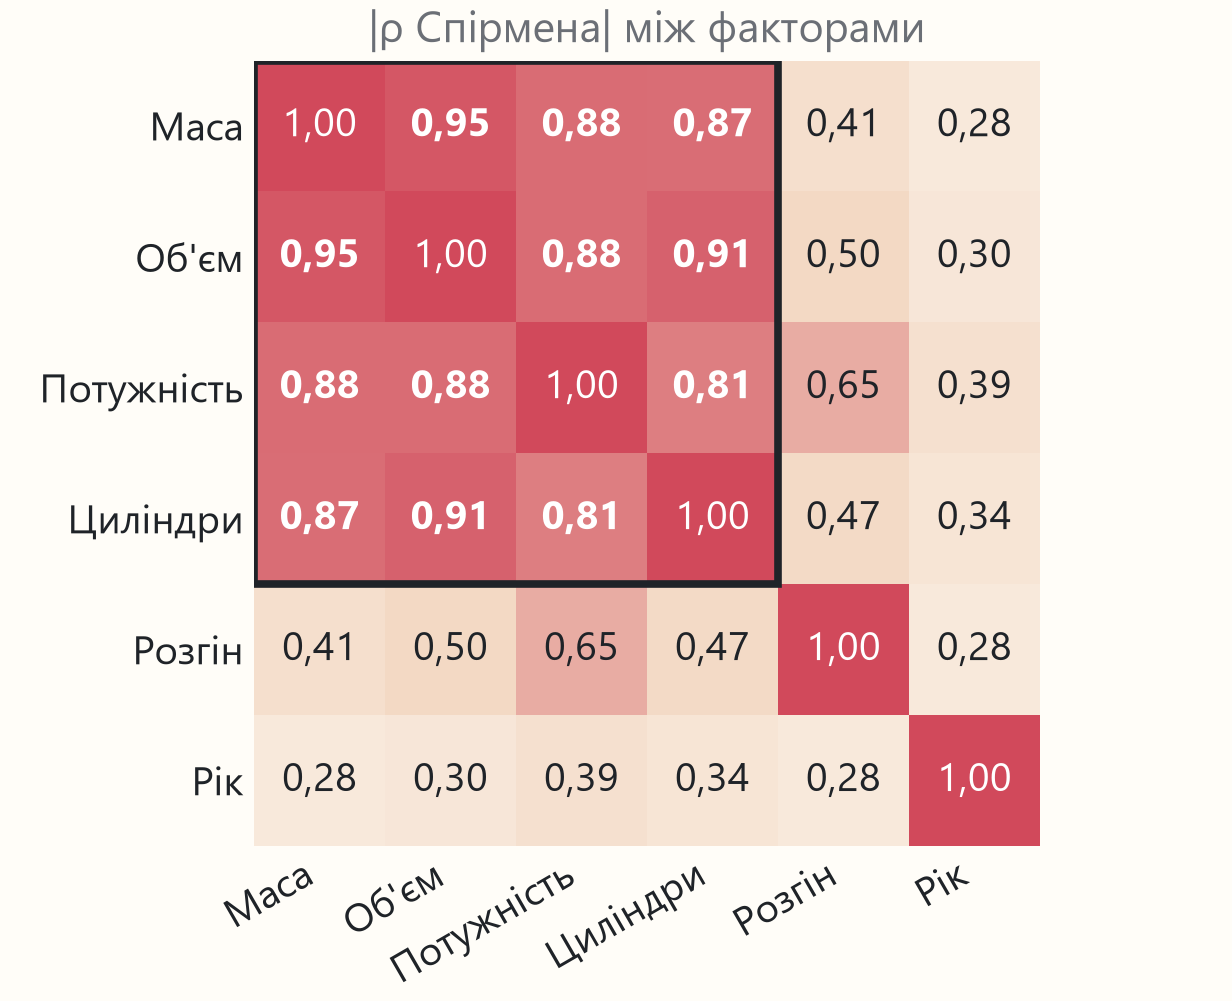 |ρ Спірмена| між факторами
Маса 1,00 0,95 0,88 0,87 0,41 0,28
Об'єм 0,95 1,00 0,88 0,91 0,50 0,30
Потужність 0,88 0,88 1,00 0,81 0,65 0,39
Циліндри 0,87 0,91 0,81 1,00 0,47 0,34
Розгін 0,41 0,50 0,65 0,47 1,00 0,28
Рік 0,28 0,30 0,39 0,34 0,28 1,00
Маса Об'єм Потужність Циліндри Розгін Рік